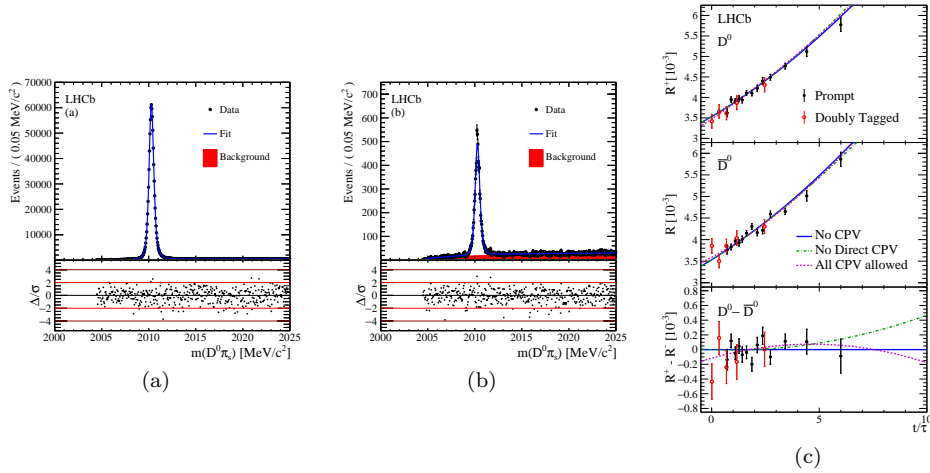 LHCb
(a)
Data
Fit
Background
Events / ( 0.05 MeV/c²)
70000
60000
50000
40000
30000
20000
10000
Δ/σ
4
2
0
−2
−4
2000
2005
2010
2015
2020
2025
m(D⁰πₛ) [MeV/c²]
(a)
LHCb
(b)
Data
Fit
Background
Events / ( 0.05 MeV/c²)
700
600
500
400
300
200
100
Δ/σ
4
2
0
−2
−4
2000
2005
2010
2015
2020
2025
m(D⁰πₛ) [MeV/c²]
(b)
LHCb
D⁰
R⁺ [10⁻³]
6
5.5
5
4.5
4
3.5
3
Prompt
Doubly Tagged
D̅⁰
R⁻ [10⁻³]
6
5.5
5
4.5
4
3.5
3
No CPV
No Direct CPV
All CPV allowed
D⁰ − D̅⁰
R⁺ − R⁻ [10⁻³]
0.8
0.6
0.4
0.2
0
−0.2
−0.4
−0.6
−0.8
0
5
10
t/τ
(c)